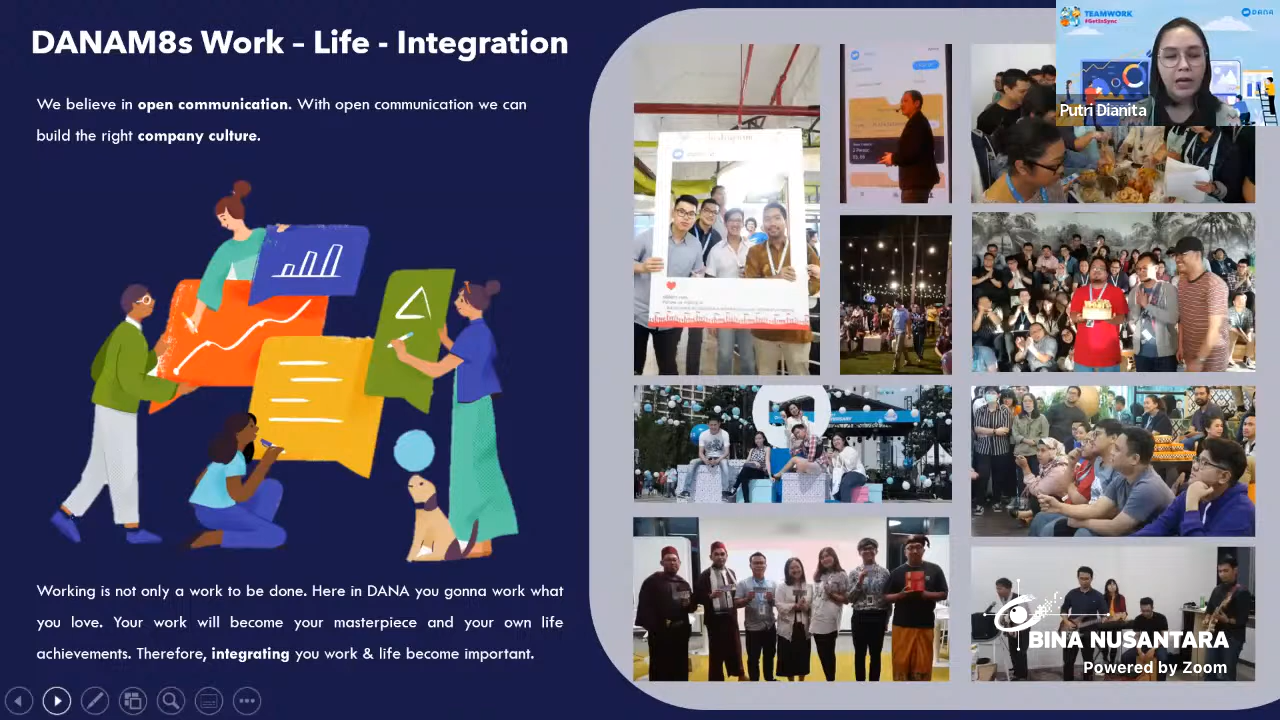 DANAM8s Work – Life - Integration
We believe in open communication. With open communication we can
build the right company culture.
Working is not only a work to be done. Here in DANA you gonna work what
you love. Your work will become your masterpiece and your own life
achievements. Therefore, integrating you work & life become important.
TEAMWORK
#GetInSync
DANA
Putri Dianita
BINA NUSANTARA
Powered by Zoom